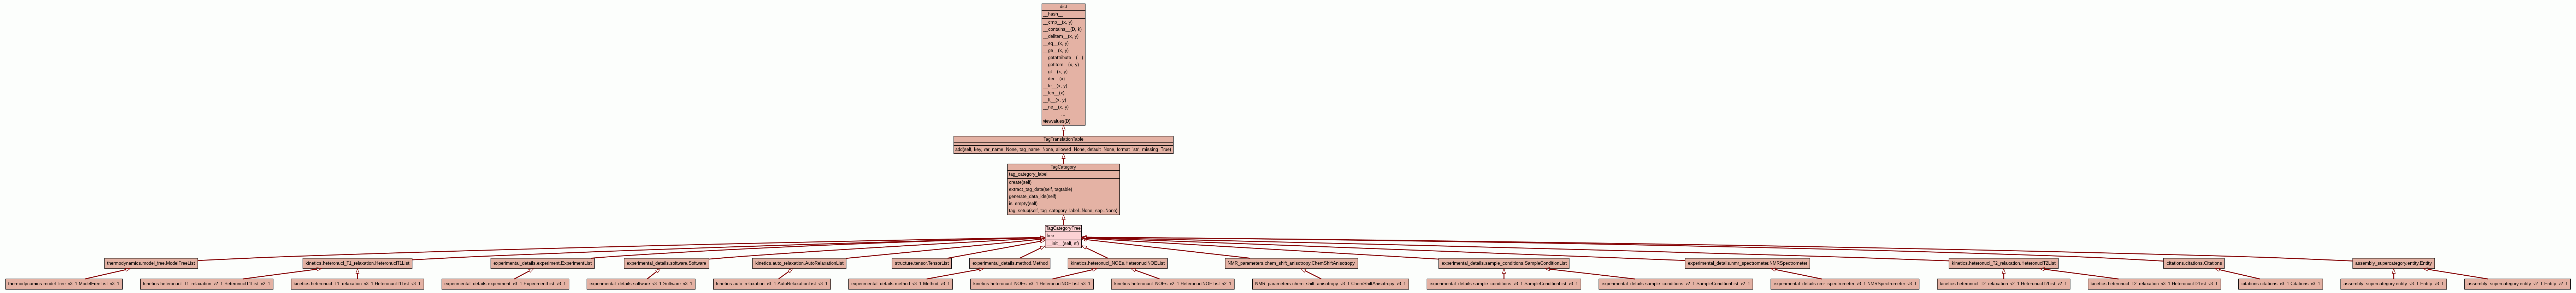 dict
__hash__
__cmp__(x, y)
__contains__(D, k)
__delitem__(x, y)
__eq__(x, y)
__ge__(x, y)
__getattribute__(...)
__getitem__(x, y)
__gt__(x, y)
__iter__(x)
__le__(x, y)
__len__(x)
__lt__(x, y)
__ne__(x, y)
...
viewvalues(D)
TagTranslationTable
add(self, key, var_name=None, tag_name=None, allowed=None, default=None, format='str', missing=True)
TagCategory
tag_category_label
create(self)
extract_tag_data(self, tagtable)
generate_data_ids(self)
is_empty(self)
tag_setup(self, tag_category_label=None, sep=None)
TagCategoryFree
free
__init__(self, sf)
thermodynamics.model_free.ModelFreeList
kinetics.heteronucl_T1_relaxation.HeteronuclT1List
experimental_details.experiment.ExperimentList
experimental_details.software.Software
kinetics.auto_relaxation.AutoRelaxationList
structure.tensor.TensorList
experimental_details.method.Method
kinetics.heteronucl_NOEs.HeteronuclNOEList
NMR_parameters.chem_shift_anisotropy.ChemShiftAnisotropy
experimental_details.sample_conditions.SampleConditionList
experimental_details.nmr_spectrometer.NMRSpectrometer
kinetics.heteronucl_T2_relaxation.HeteronuclT2List
citations.citations.Citations
assembly_supercategory.entity.Entity
thermodynamics.model_free_v3_1.ModelFreeList_v3_1
kinetics.heteronucl_T1_relaxation_v2_1.HeteronuclT1List_v2_1
kinetics.heteronucl_T1_relaxation_v3_1.HeteronuclT1List_v3_1
experimental_details.experiment_v3_1.ExperimentList_v3_1
experimental_details.software_v3_1.Software_v3_1
kinetics.auto_relaxation_v3_1.AutoRelaxationList_v3_1
experimental_details.method_v3_1.Method_v3_1
kinetics.heteronucl_NOEs_v3_1.HeteronuclNOEList_v3_1
kinetics.heteronucl_NOEs_v2_1.HeteronuclNOEList_v2_1
NMR_parameters.chem_shift_anisotropy_v3_1.ChemShiftAnisotropy_v3_1
experimental_details.sample_conditions_v3_1.SampleConditionList_v3_1
experimental_details.sample_conditions_v2_1.SampleConditionList_v2_1
experimental_details.nmr_spectrometer_v3_1.NMRSpectrometer_v3_1
kinetics.heteronucl_T2_relaxation_v2_1.HeteronuclT2List_v2_1
kinetics.heteronucl_T2_relaxation_v3_1.HeteronuclT2List_v3_1
citations.citations_v3_1.Citations_v3_1
assembly_supercategory.entity_v3_1.Entity_v3_1
assembly_supercategory.entity_v2_1.Entity_v2_1